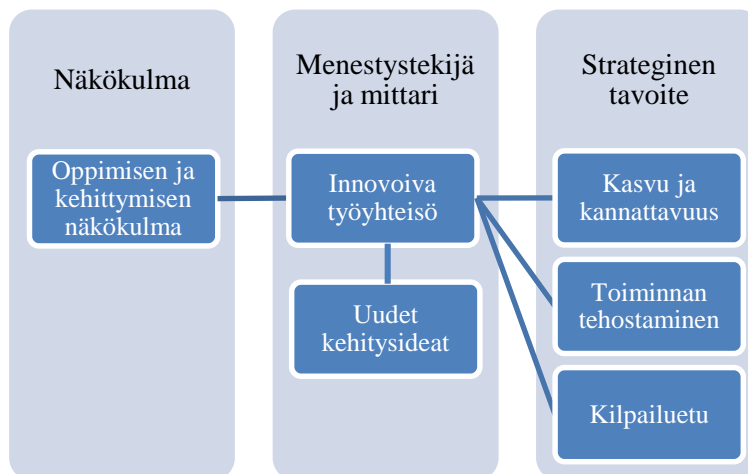 Näkökulma
Oppimisen ja
kehittymisen
näkökulma
Menestystekijä
ja mittari
Innovoiva
työyhteisö
Uudet
kehitysideat
Strateginen
tavoite
Kasvu ja
kannattavuus
Toiminnan
tehostaminen
Kilpailuetu